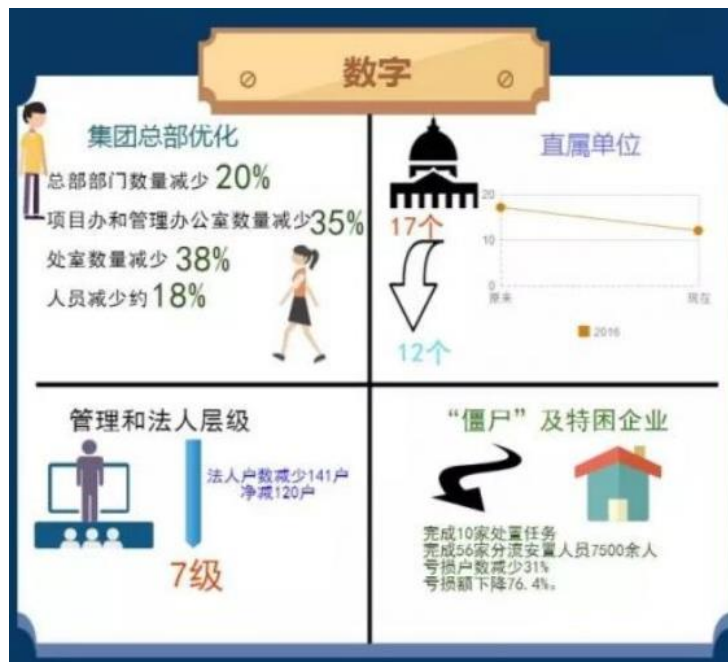 数字
集团总部优化
总部部门数量减少 20%
项目办和管理办公室数量减少35%
处室数量减少 38%
人员减少约18%
直属单位
17个
12个
20
10
0
原来
现在
2016
管理和法人层级
法人户数减少141户
净减120户
7级
“僵尸”及特困企业
完成10家处置任务
完成56家分流安置人员7500余人
亏损户数减少31%
亏损额下降76.4%。